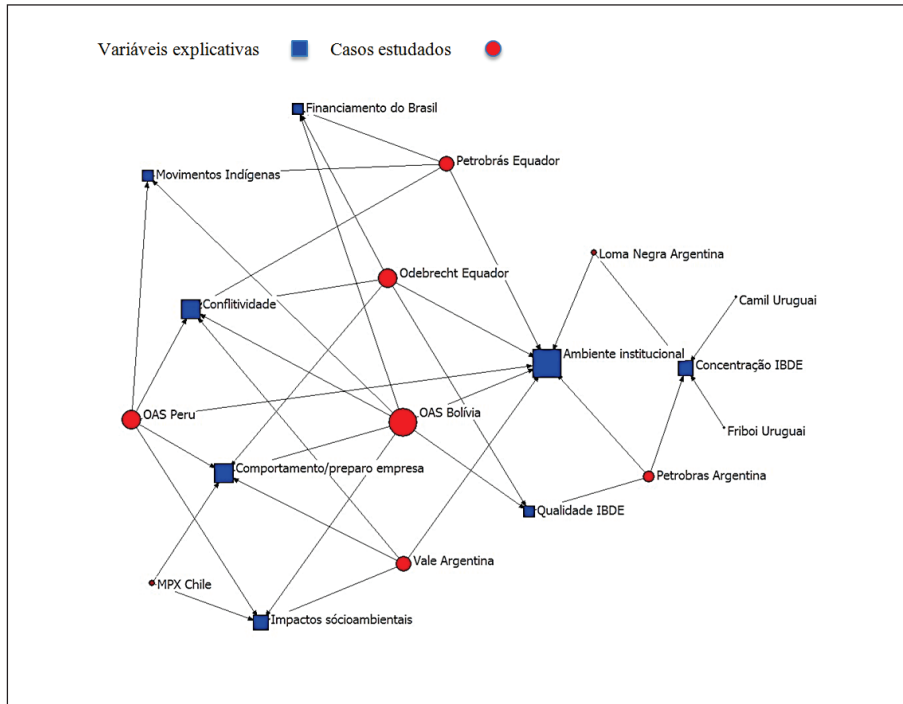 Variáveis explicativas
Casos estudados
Financiamento do Brasil
Petrobrás Equador
Movimentos Indígenas
Loma Negra Argentina
Odebrecht Equador
Camil Uruguai
Conflitividade
Ambiente institucional
Concentração IBDE
OAS Peru
OAS Bolívia
Friboi Uruguai
Comportamento/preparo empresa
Petrobras Argentina
Qualidade IBDE
Vale Argentina
MPX Chile
Impactos sócioambientais